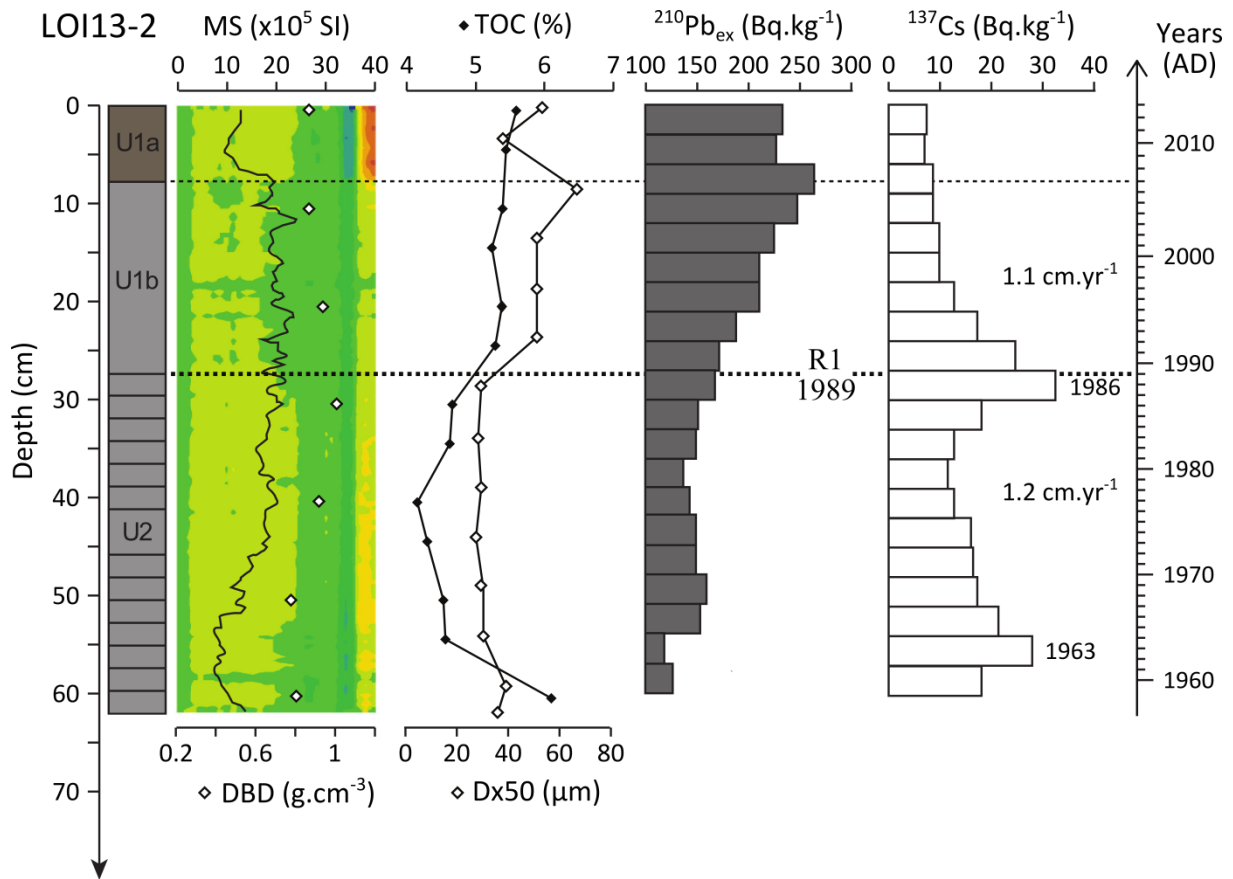 LOI13-2
MS (x10⁵ SI)
◆ TOC (%)
²¹⁰Pbₑₓ (Bq.kg⁻¹)
¹³⁷Cs (Bq.kg⁻¹)
Years
(AD)
0 10 20 30 40
4 5 6 7
100 150 200 250 300
0 10 20 30 40
Depth (cm)
0
10
20
30
40
50
60
70
U1a
U1b
U2
R1
1989
1.1 cm.yr⁻¹
1986
1.2 cm.yr⁻¹
1963
2010
2000
1990
1980
1970
1960
0.2 0.6 1
◇ DBD (g.cm⁻³)
0 20 40 60 80
◇ Dx50 (µm)